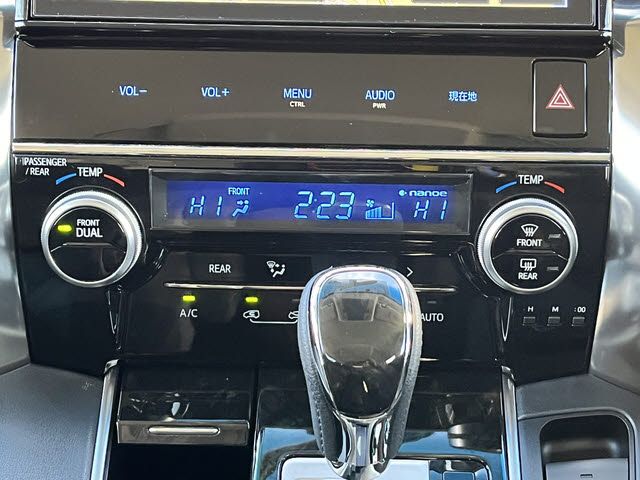 VOL− VOL+ MENU AUDIO 現在地
CTRL PWR
PASSENGER
/ REAR
TEMP
TEMP
FRONT
DUAL
FRONT
nanoe
HI 2:23 HI
FRONT
REAR
REAR
A/C
AUTO
H M :00